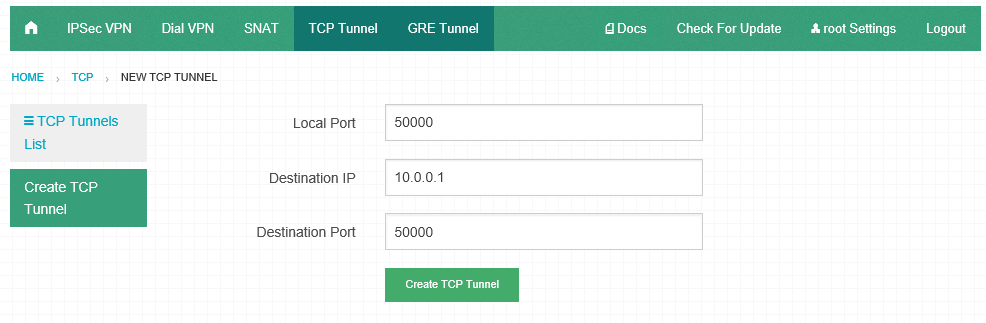 IPSec VPN Dial VPN SNAT TCP Tunnel GRE Tunnel Docs Check For Update root Settings Logout
HOME › TCP › NEW TCP TUNNEL
TCP Tunnels
List
Create TCP
Tunnel
Local Port 50000
Destination IP 10.0.0.1
Destination Port 50000
Create TCP Tunnel